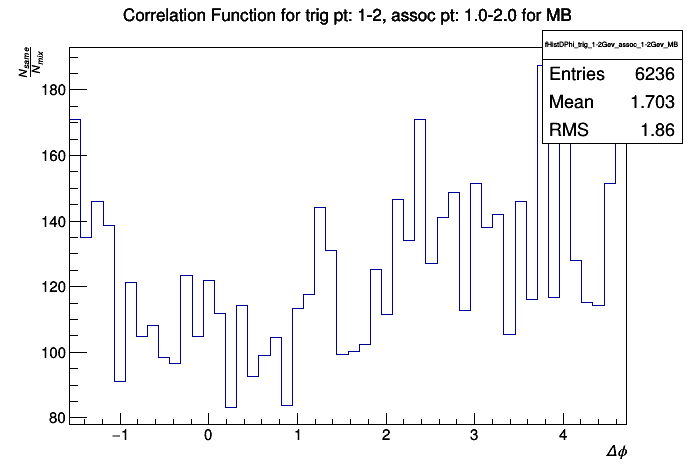 Correlation Function for trig pt: 1-2, assoc pt: 1.0-2.0 for MB
N_same
N_mix
fHistDPhi_trig_1-2Gev_assoc_1-2Gev_MB
Entries 6236
Mean 1.703
RMS 1.86
180
160
140
120
100
80
−1 0 1 2 3 4
Δϕ